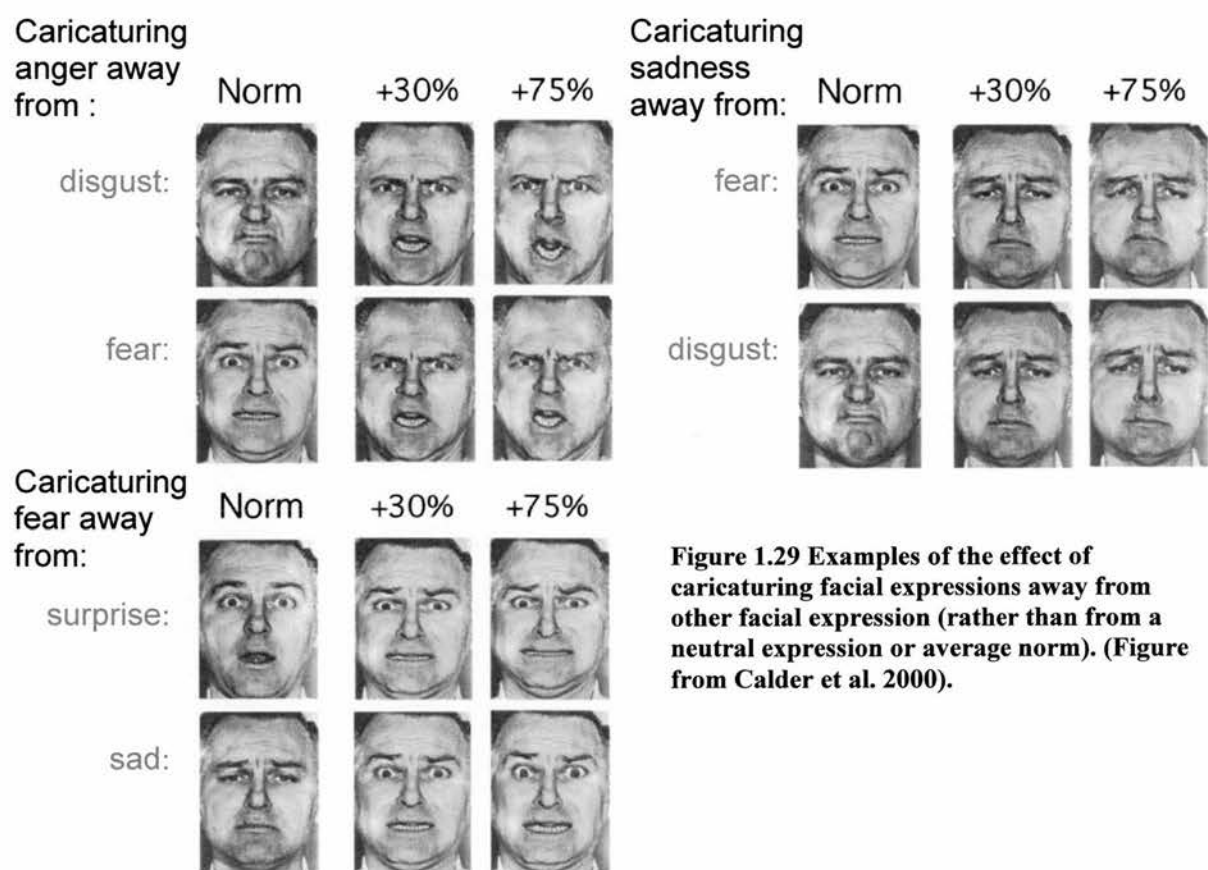 Caricaturing
anger away
from :
Norm +30% +75%
disgust:
fear:
Caricaturing
sadness
away from:
Norm +30% +75%
fear:
disgust:
Caricaturing
fear away
from:
Norm +30% +75%
surprise:
sad:
Figure 1.29 Examples of the effect of
caricaturing facial expressions away from
other facial expression (rather than from a
neutral expression or average norm). (Figure
from Calder et al. 2000).